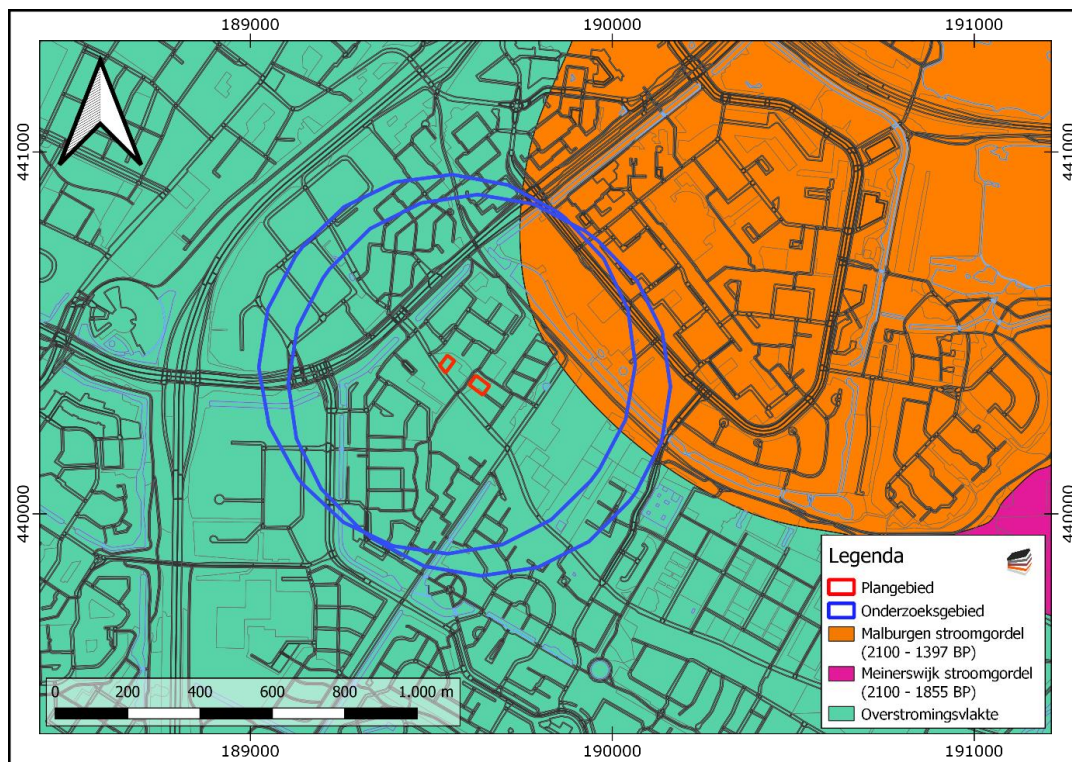 189000
190000
191000
441000
441000
440000
440000
Legenda
Plangebied
Onderzoeksgebied
Malburgen stroomgordel
(2100 - 1397 BP)
Meinerswijk stroomgordel
(2100 - 1855 BP)
Overstromingsvlakte
0 200 400 600 800 1.000 m
189000
190000
191000